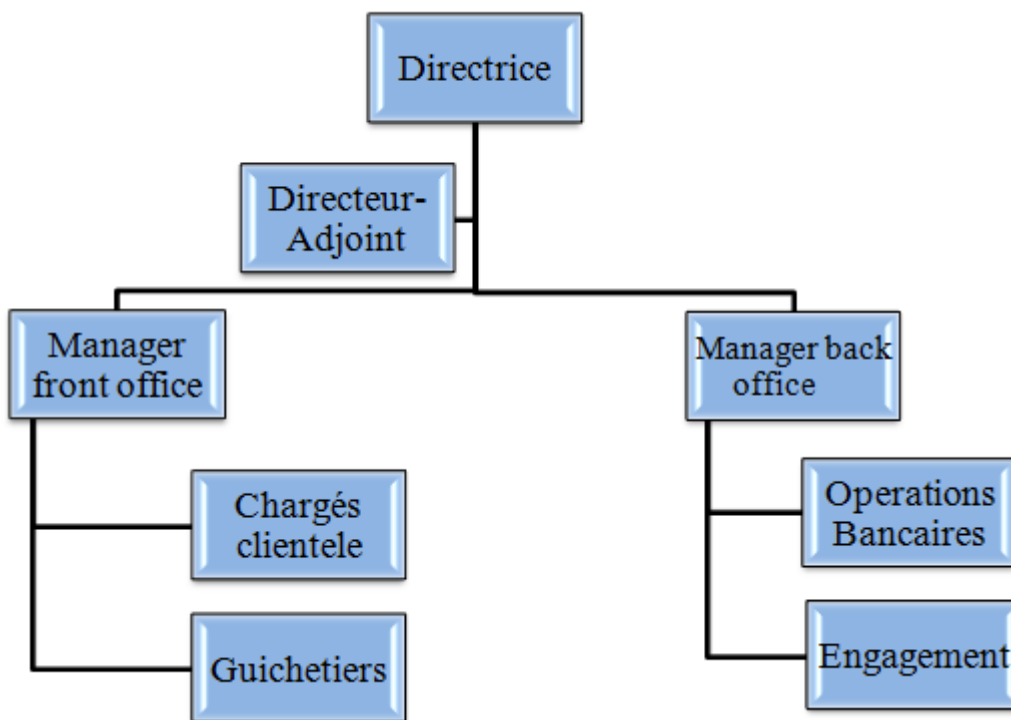 Directrice
Directeur-
Adjoint
Manager
front office
Manager back
office
Chargés
clientele
Guichetiers
Operations
Bancaires
Engagement